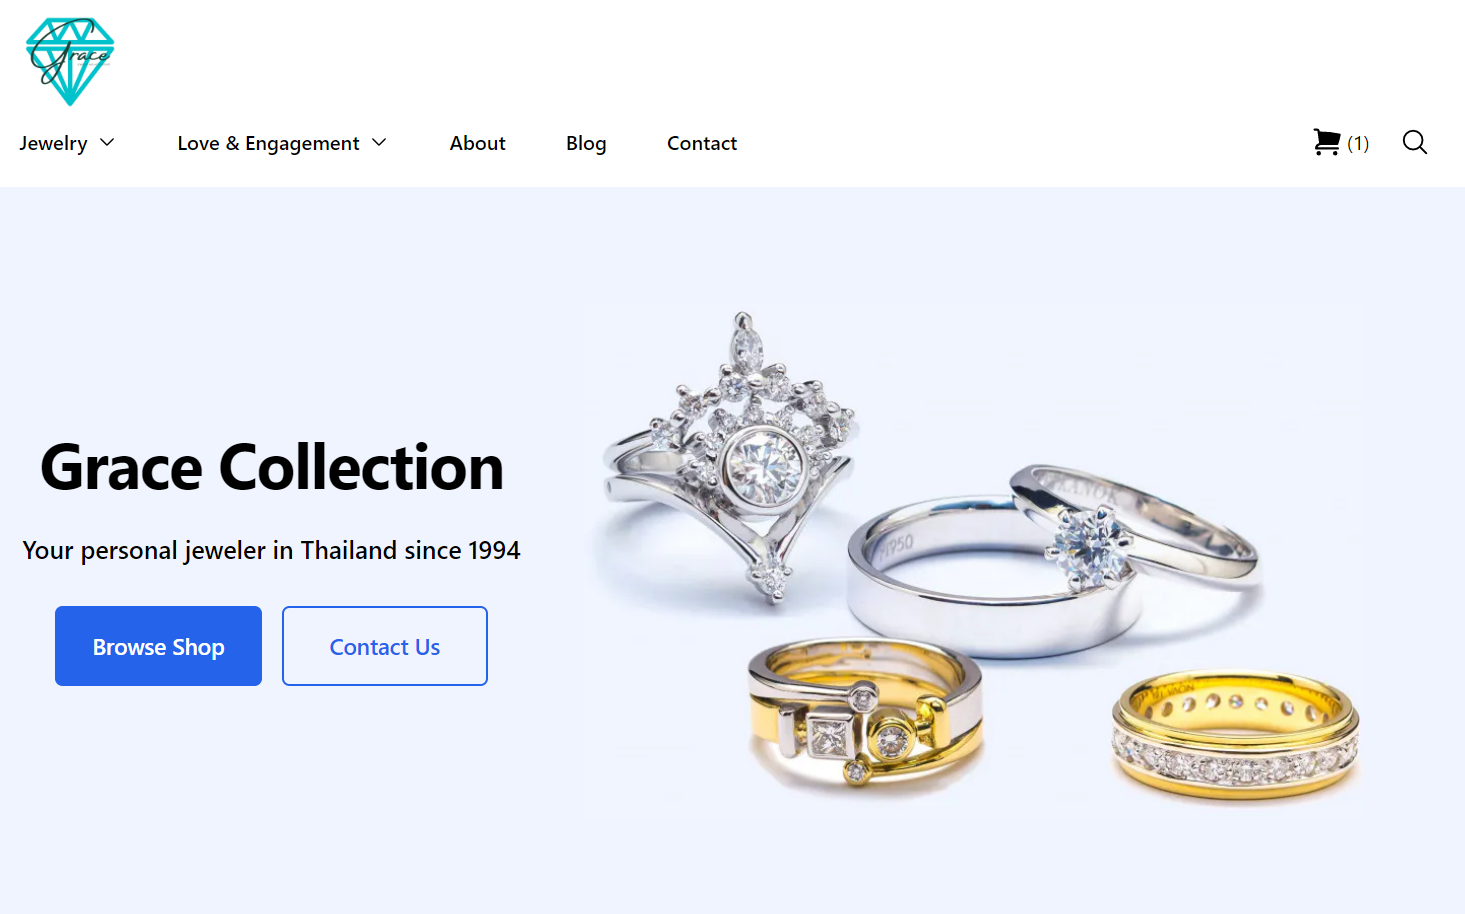 Grace
Jewelry
Love & Engagement
About
Blog
Contact
(1)
Grace Collection
Your personal jeweler in Thailand since 1994
Browse Shop
Contact Us